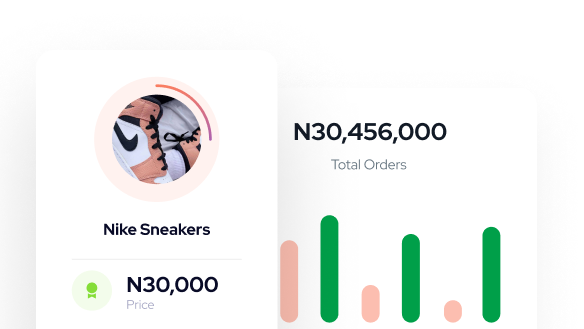 Nike Sneakers
N30,000
Price
N30,456,000
Total Orders